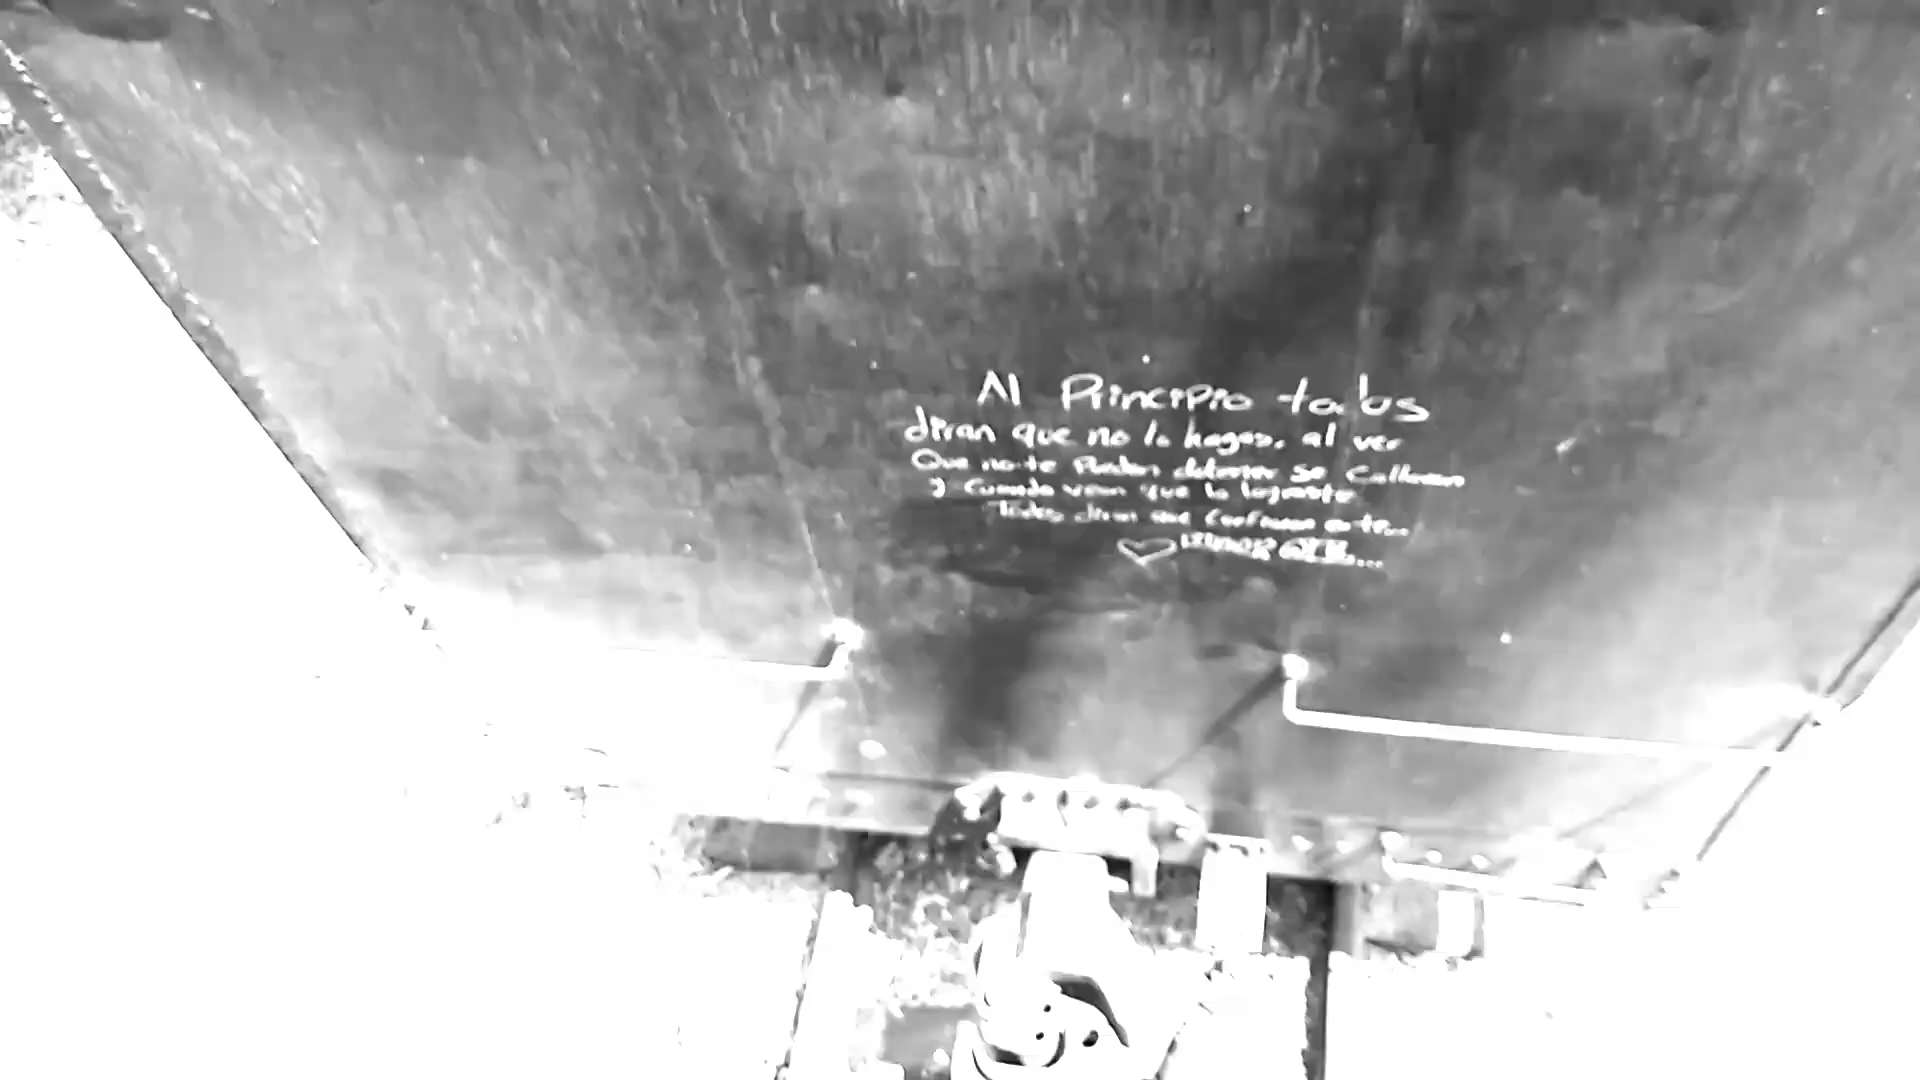 Al Principio todos
diran que no lo hagas, al ver
Que no te Pueden detener se Callaran
y Cuando vean que lo lograste
Todos diran que Confiaron en ti...